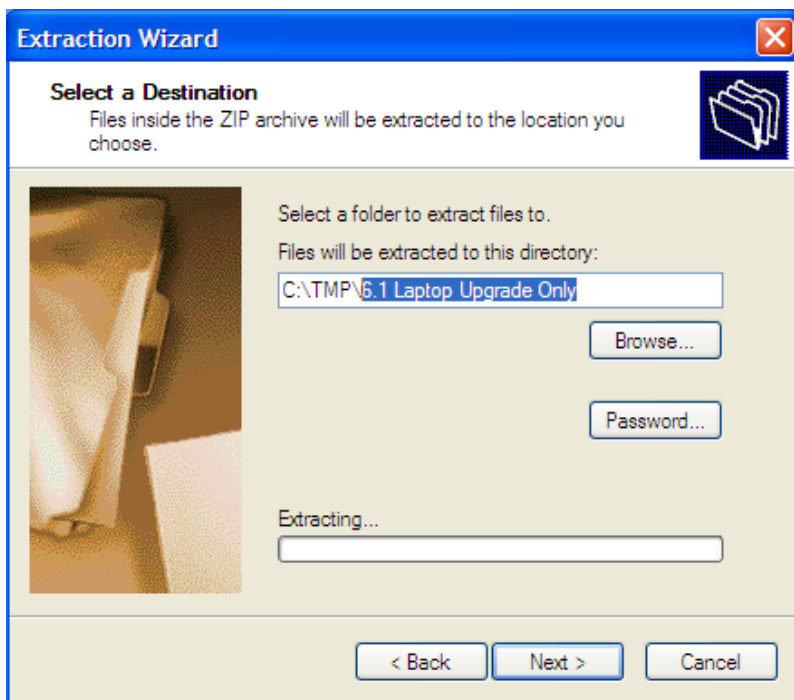 Extraction Wizard
Select a Destination
Files inside the ZIP archive will be extracted to the location you
choose.
Select a folder to extract files to.
Files will be extracted to this directory:
C:\TMP\6.1 Laptop Upgrade Only
Browse...
Password...
Extracting...
< Back
Next >
Cancel